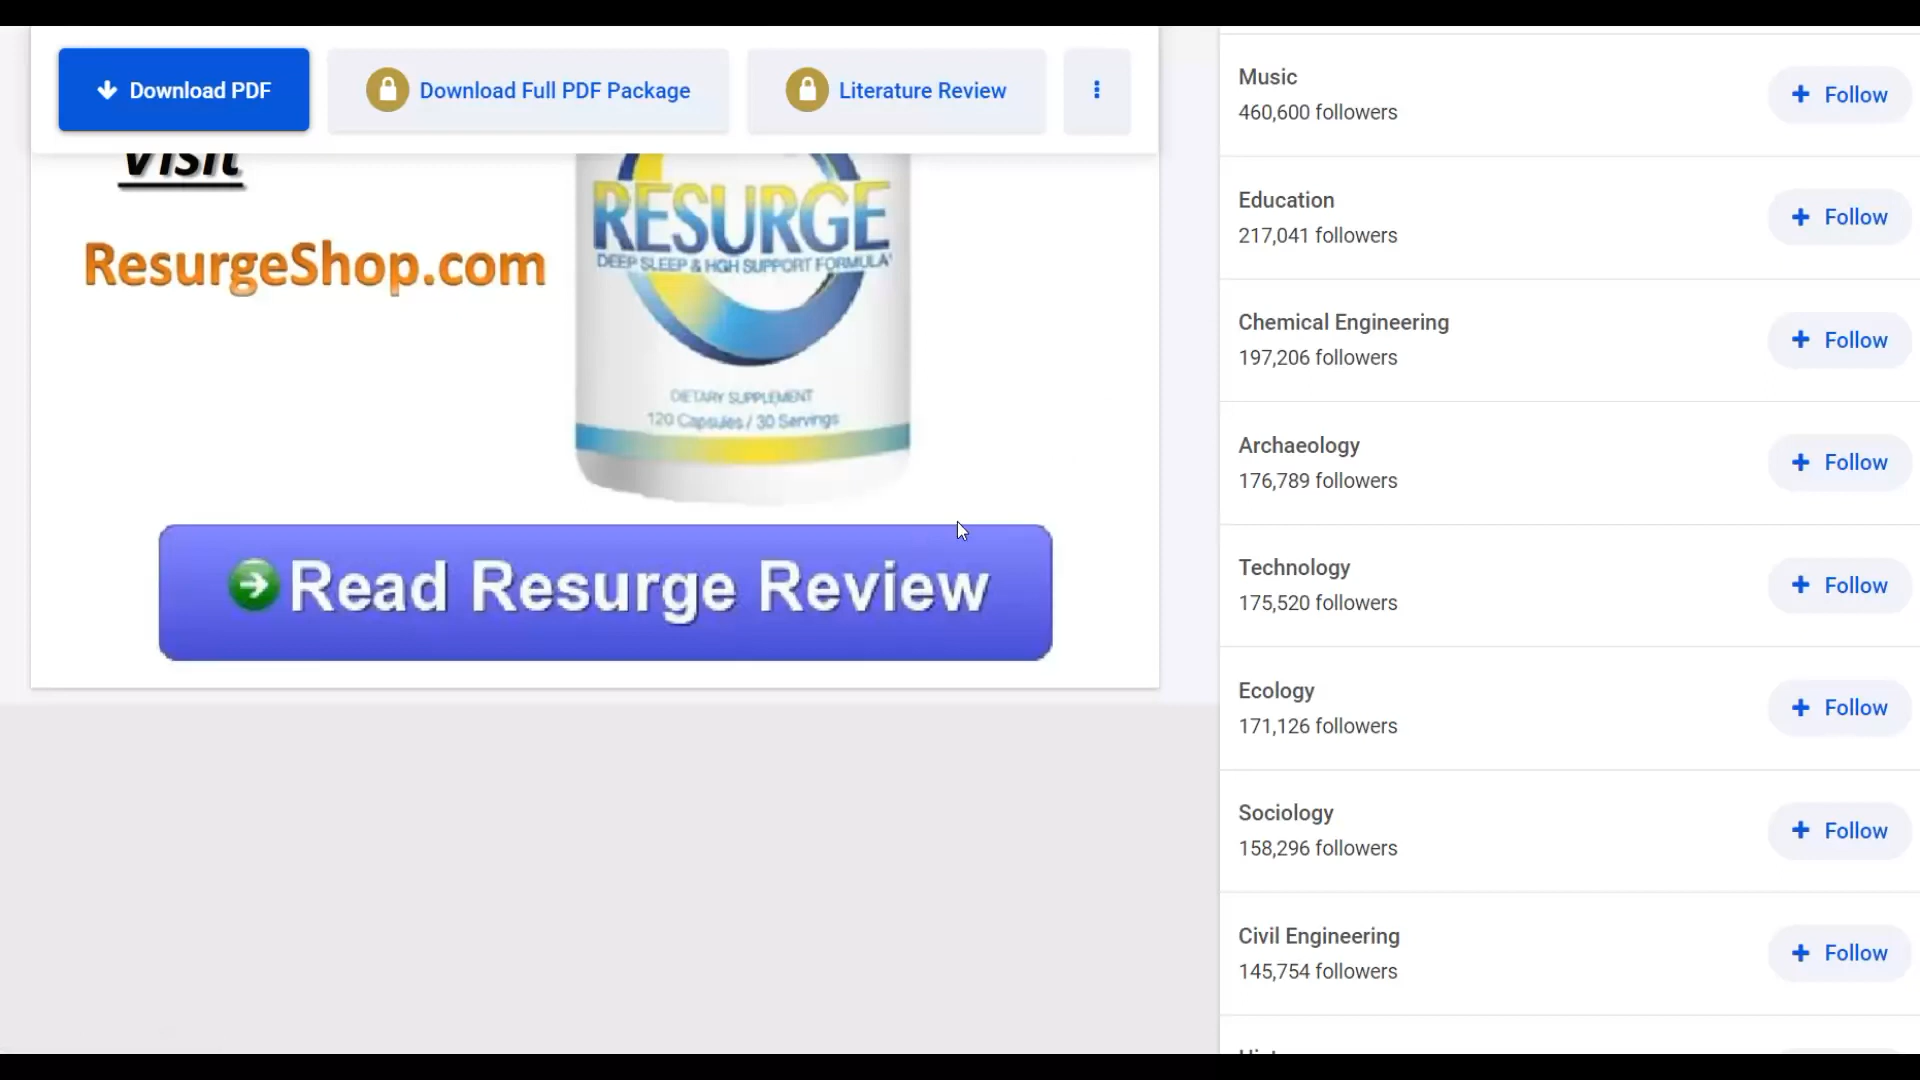 Download PDF
Download Full PDF Package
Literature Review
Visit
ResurgeShop.com
RESURGE
DEEP SLEEP & HGH SUPPORT FORMULA*
DIETARY SUPPLEMENT
120 Capsules / 30 Servings
Read Resurge Review
Music
460,600 followers
+ Follow
Education
217,041 followers
+ Follow
Chemical Engineering
197,206 followers
+ Follow
Archaeology
176,789 followers
+ Follow
Technology
175,520 followers
+ Follow
Ecology
171,126 followers
+ Follow
Sociology
158,296 followers
+ Follow
Civil Engineering
145,754 followers
+ Follow